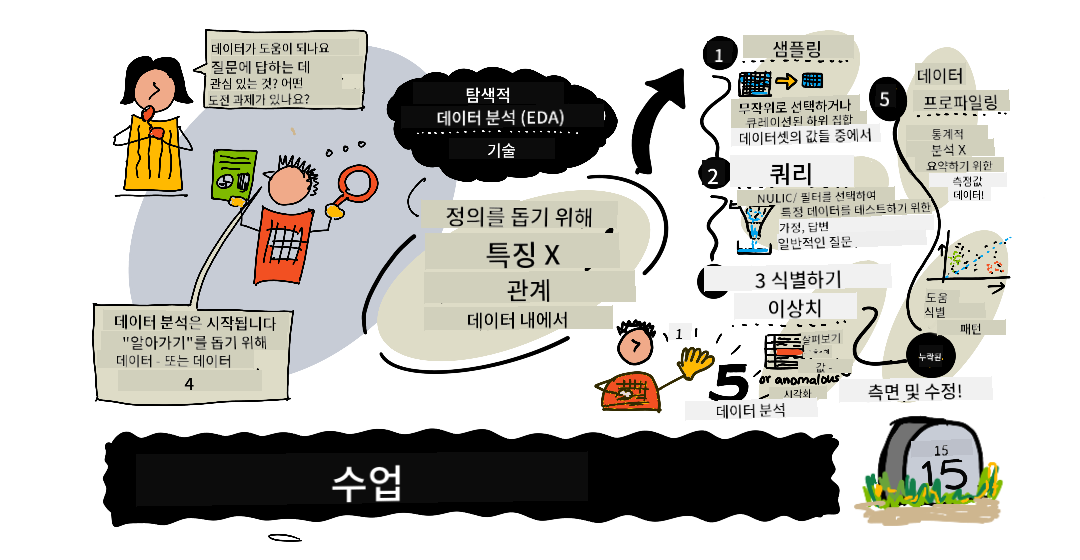 데이터가 도움이 되나요
질문에 답하는 데
관심 있는 것? 어떤
도전 과제가 있나요?
탐색적
데이터 분석 (EDA)
기술
정의를 돕기 위해
특징 X
관계
데이터 내에서
데이터 분석은 시작됩니다
"알아가기"를 돕기 위해
데이터 - 또는 데이터
4
1
샘플링
무작위로 선택하거나
큐레이션된 하위 집합
데이터셋의 값들 중에서
2
쿼리
NULIC/ 필터를 선택하여
특정 데이터를 테스트하기 위한
가정, 답변
일반적인 질문
3 식별하기
이상치
살펴보기
값 -
or anomalous
시각화
1
5
데이터 분석
5
데이터
프로파일링
통계적
분석 X
요약하기 위한
측정값
데이터!
도움
식별
패턴
누락된.
측면 및 수정!
수업
15
15